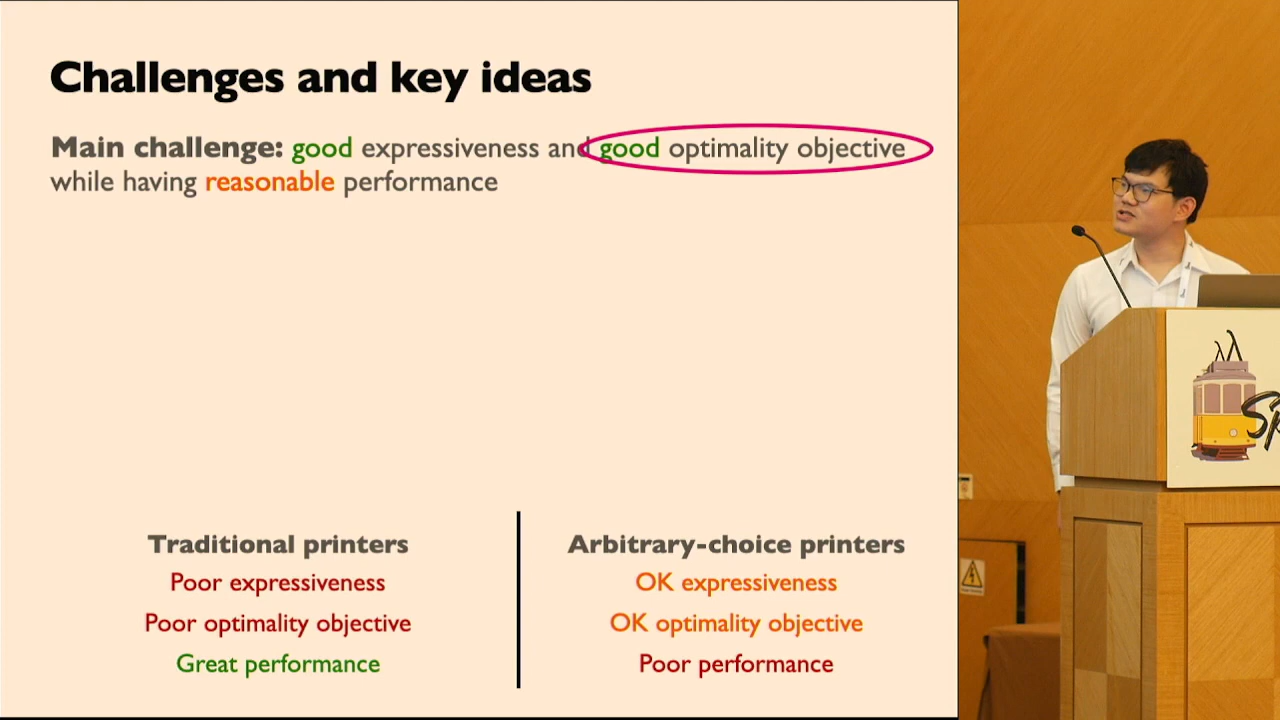 Challenges and key ideas
Main challenge: good expressiveness and good optimality objective
while having reasonable performance
Traditional printers
Poor expressiveness
Poor optimality objective
Great performance
Arbitrary-choice printers
OK expressiveness
OK optimality objective
Poor performance